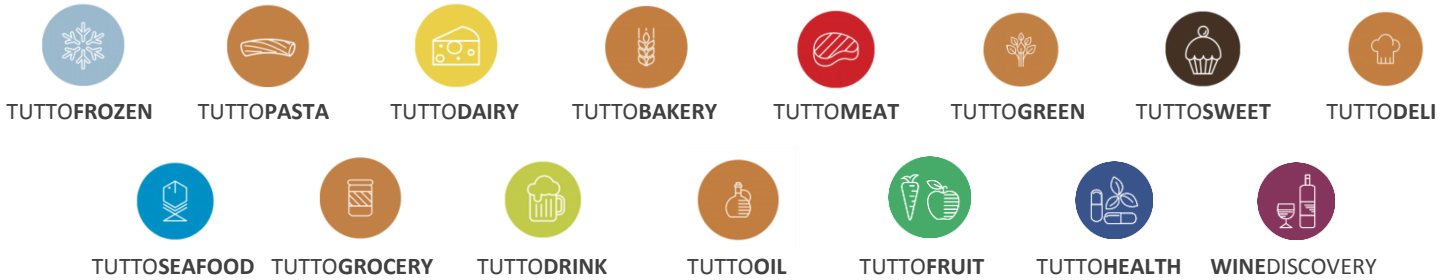 TUTTOFROZEN TUTTOPASTA TUTTODAIRY TUTTOBAKERY TUTTOMEAT TUTTOGREEN TUTTOSWEET TUTTODELI
TUTTOSEAFOOD TUTTOGROCERY TUTTODRINK TUTTOOIL TUTTOFRUIT TUTTOHEALTH WINEDISCOVERY